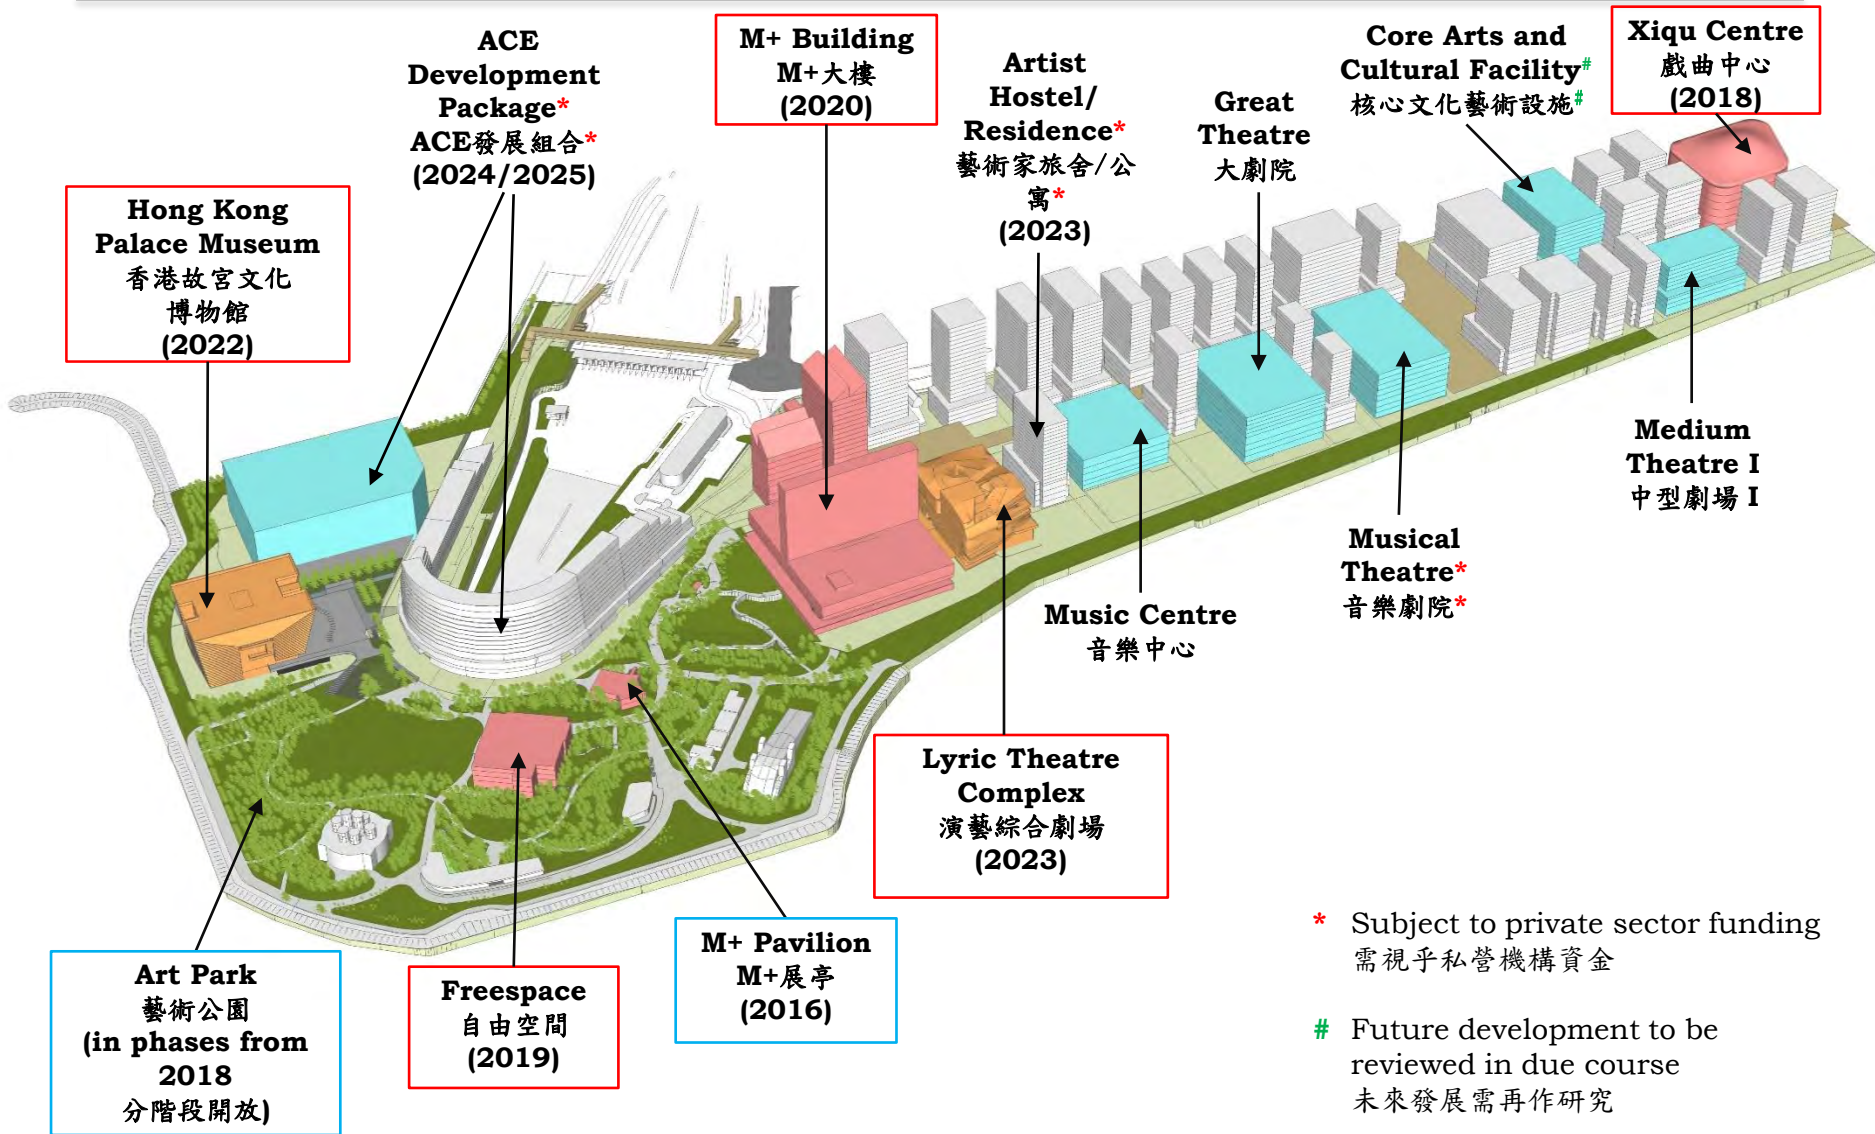 ACE
Development
Package*
ACE發展組合*
(2024/2025)
M+ Building
M+大樓
(2020)
Artist
Hostel/
Residence*
藝術家旅舍/公
寓*
(2023)
Great
Theatre
大劇院
Core Arts and
Cultural Facility#
核心文化藝術設施#
Xiqu Centre
戲曲中心
(2018)
Hong Kong
Palace Museum
香港故宮文化
博物館
(2022)
Medium
Theatre I
中型劇場 I
Musical
Theatre*
音樂劇院*
Music Centre
音樂中心
Lyric Theatre
Complex
演藝綜合劇場
(2023)
M+ Pavilion
M+展亭
(2016)
Freespace
自由空間
(2019)
Art Park
藝術公園
(in phases from
2018
分階段開放)
* Subject to private sector funding
需視乎私營機構資金
# Future development to be
reviewed in due course
未來發展需再作研究